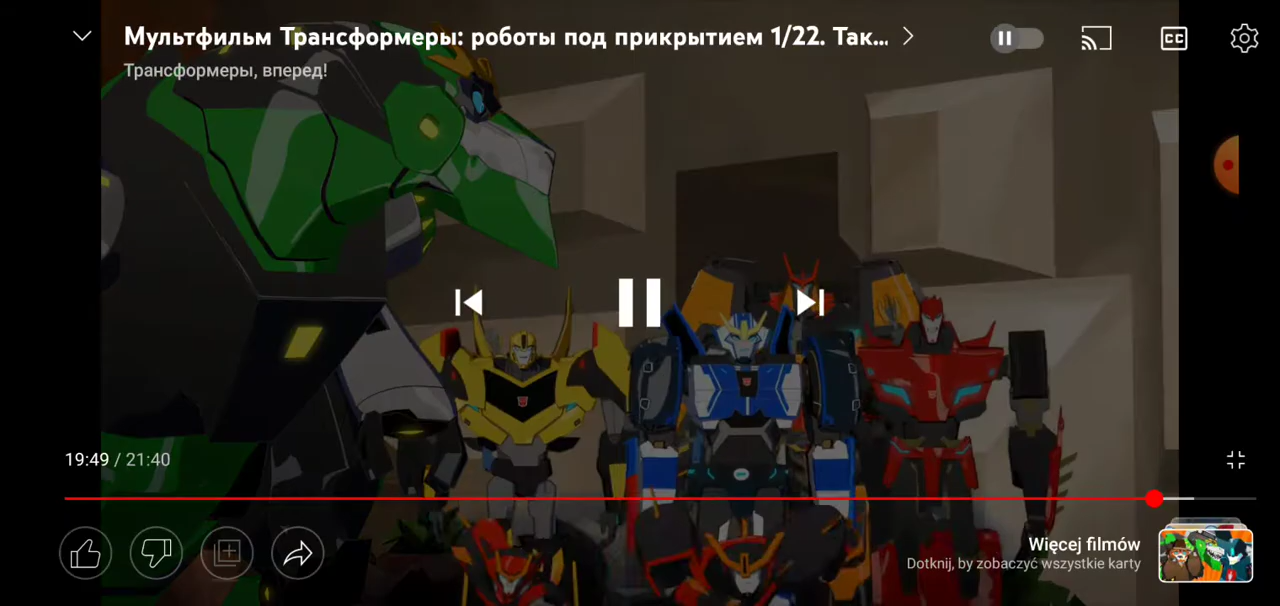 Мультфильм Трансформеры: роботы под прикрытием 1/22. Так...
Трансформеры, вперед!
CC
19:49 / 21:40
Więcej filmów
Dotknij, by zobaczyć wszystkie karty